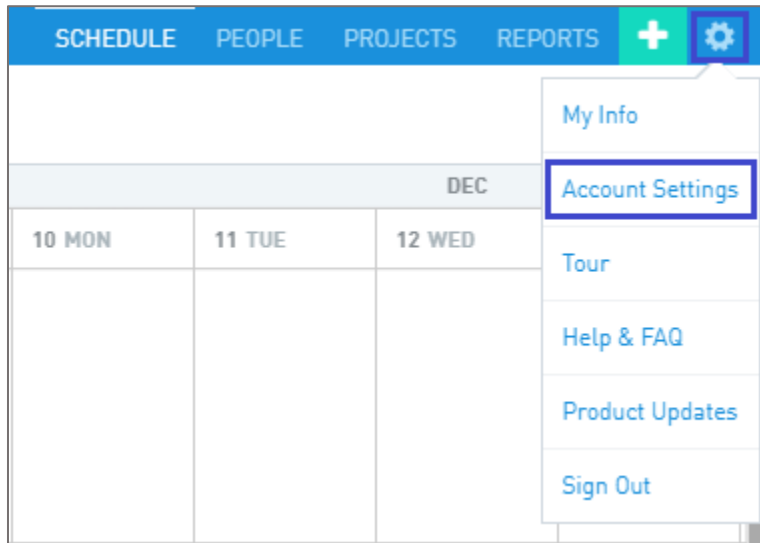 SCHEDULE PEOPLE PROJECTS REPORTS
My Info
DEC
Account Settings
10 MON 11 TUE 12 WED
Tour
Help & FAQ
Product Updates
Sign Out